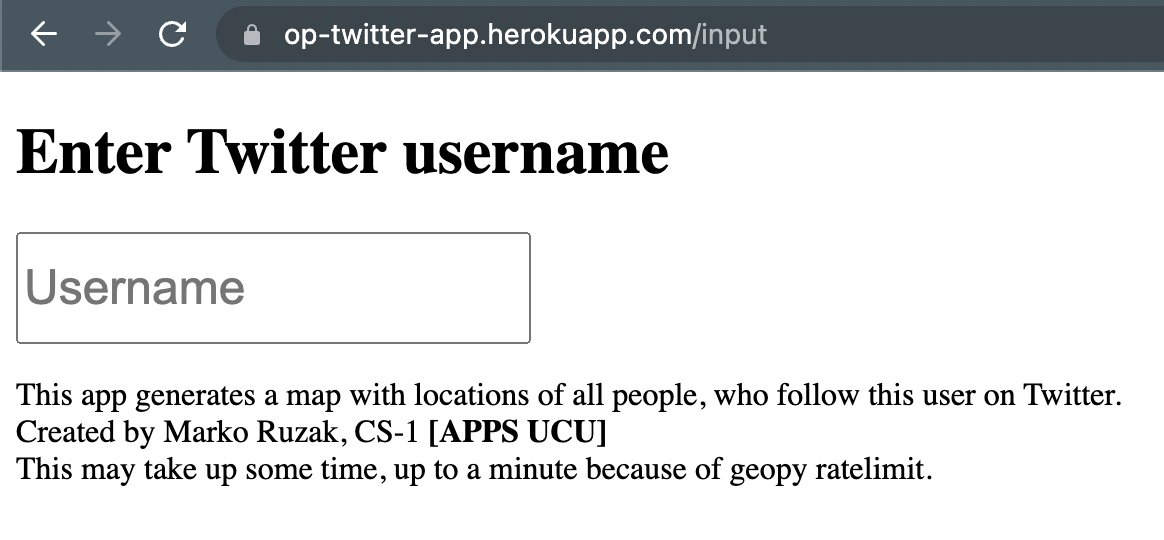 op-twitter-app.herokuapp.com/input
Enter Twitter username
Username
This app generates a map with locations of all people, who follow this user on Twitter.
Created by Marko Ruzak, CS-1 [APPS UCU]
This may take up some time, up to a minute because of geopy ratelimit.